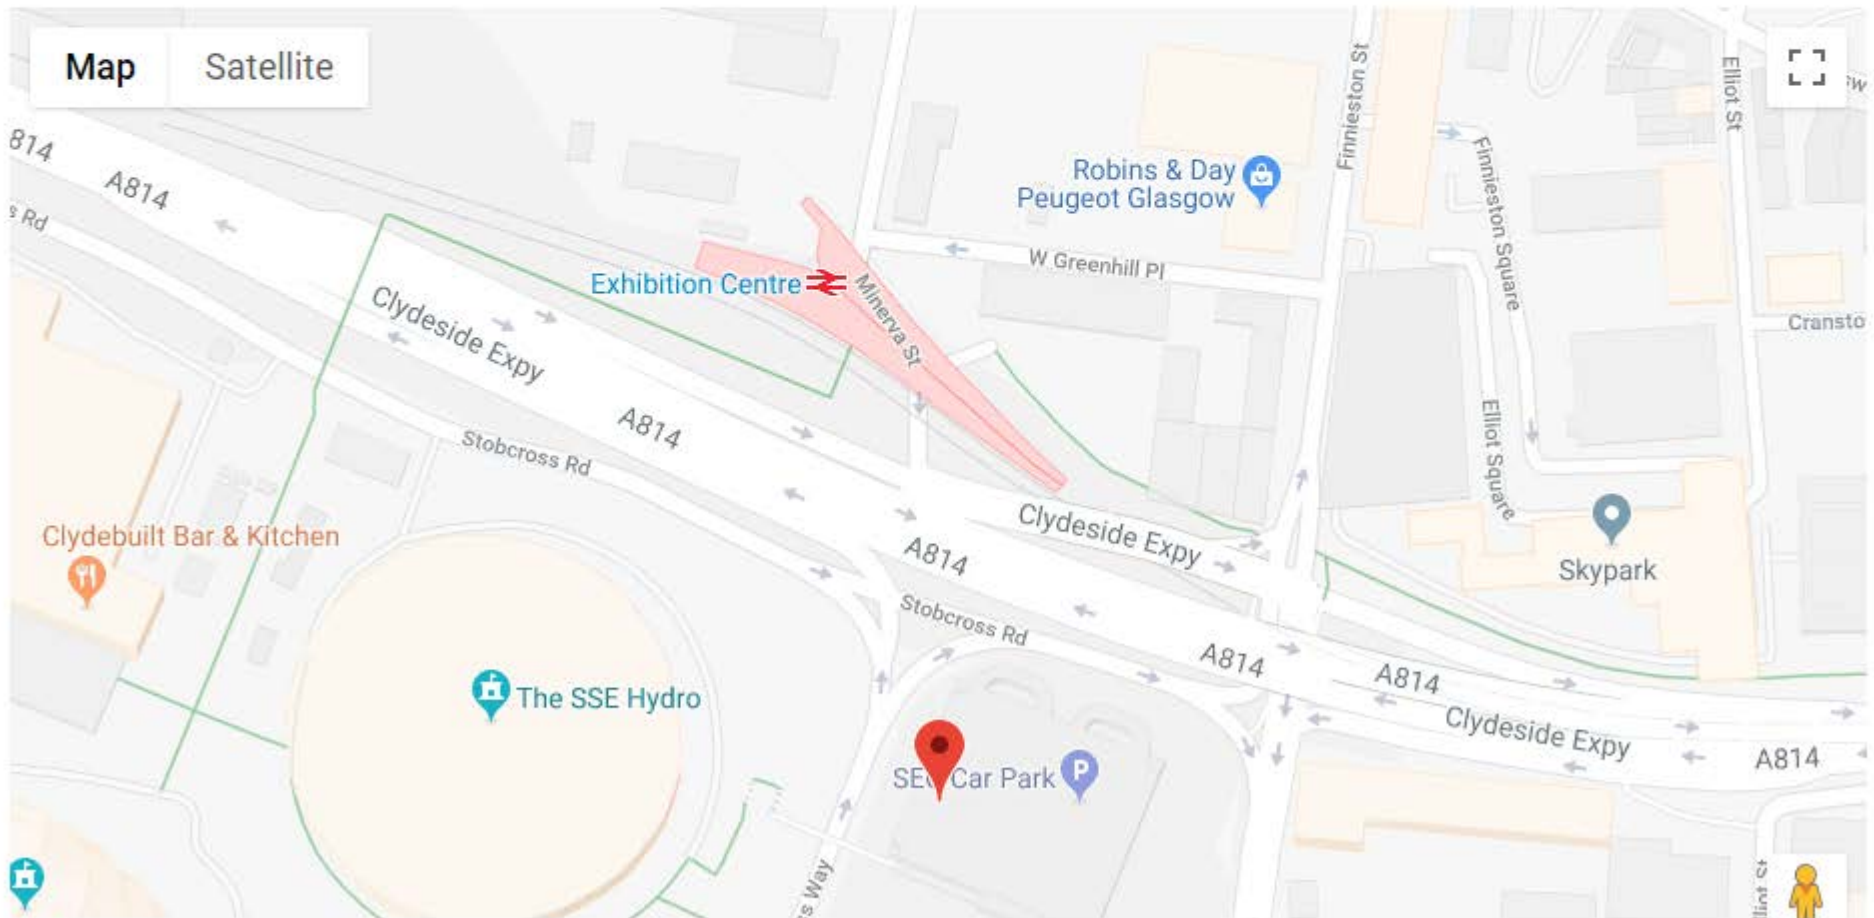 Map
Satellite
814
A814
s Rd
Finnieston St
Elliot St
Finnieston Square
Robins & Day
Peugeot Glasgow
W Greenhill Pl
Exhibition Centre
Minerva St
Clydeside Expy
Cransto
A814
Stobcross Rd
Elliot Square
Clydebuilt Bar & Kitchen
Clydeside Expy
A814
Skypark
Stobcross Rd
A814
A814
The SSE Hydro
Clydeside Expy
A814
Car Park
P
s Way